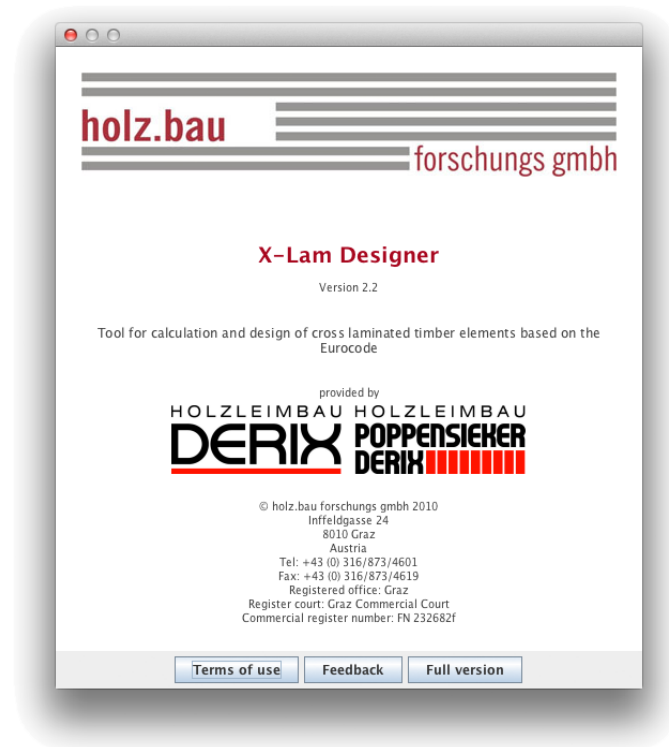 holz.bau
forschungs gmbh
X-Lam Designer
Version 2.2
Tool for calculation and design of cross laminated timber elements based on the
Eurocode
provided by
HOLZLEIMBAU HOLZLEIMBAU
DERIX POPPENSIEKER
DERIX
© holz.bau forschungs gmbh 2010
Inffeldgasse 24
8010 Graz
Austria
Tel: +43 (0) 316/873/4601
Fax: +43 (0) 316/873/4619
Registered office: Graz
Register court: Graz Commercial Court
Commercial register number: FN 232682f
Terms of use Feedback Full version